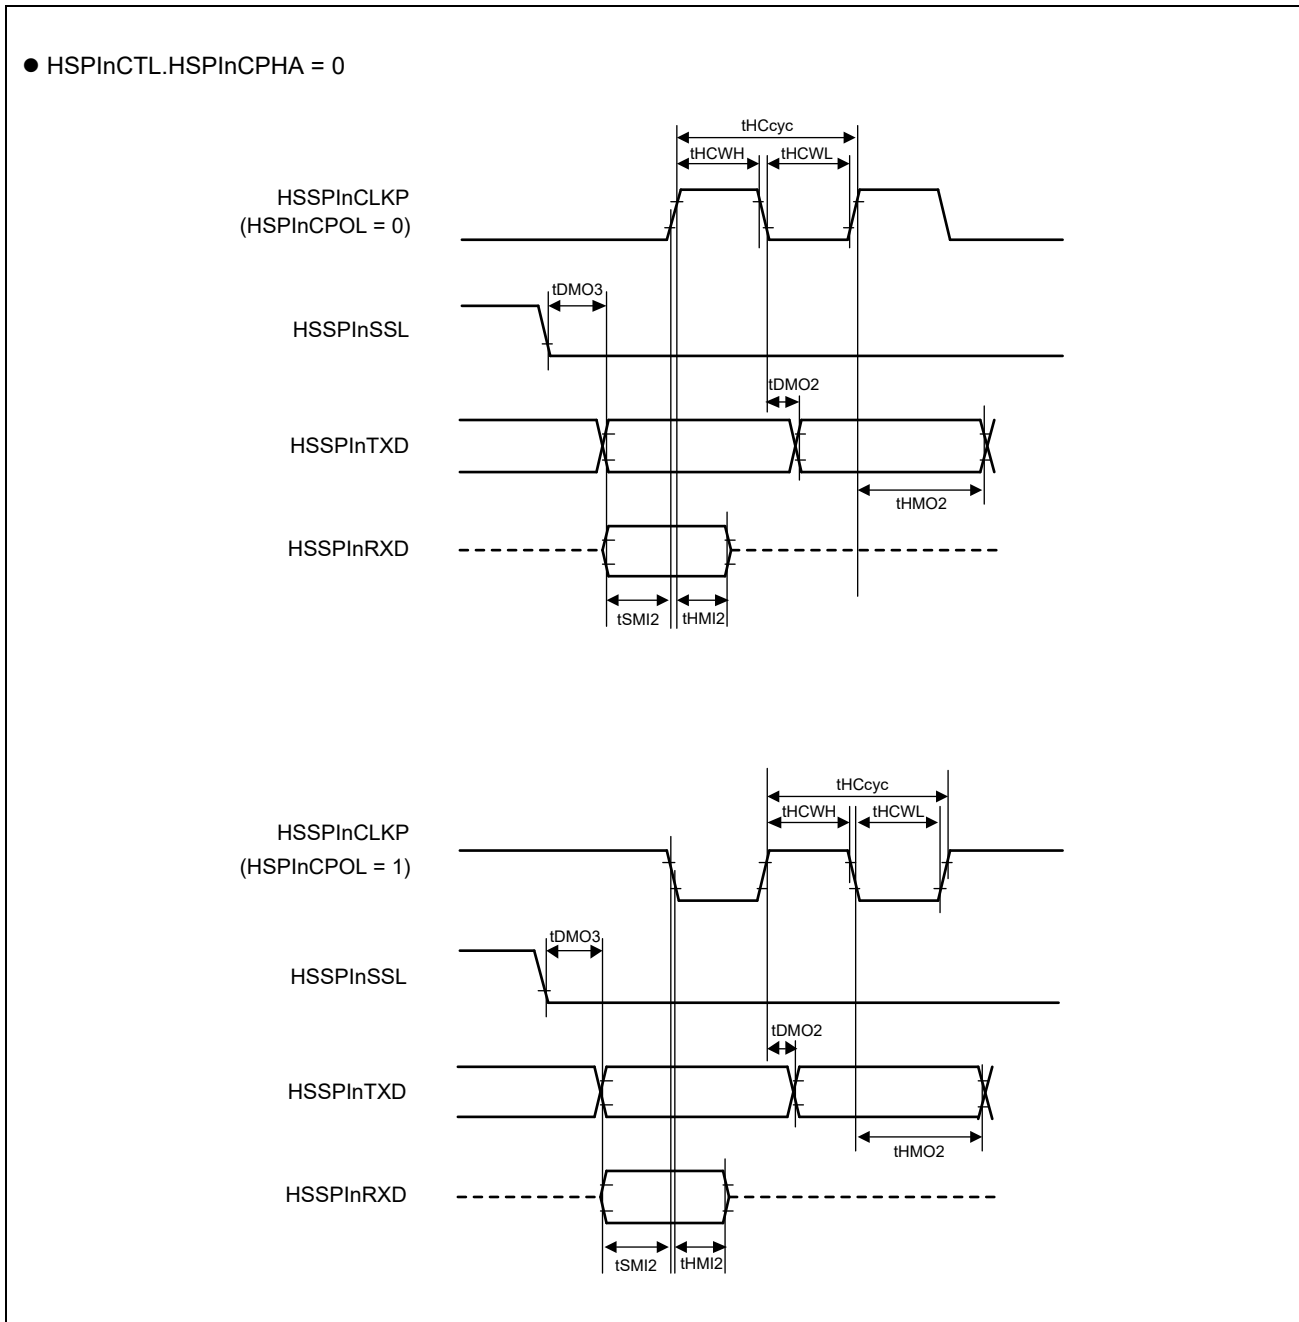 ● HSPInCTL.HSPInCPHA = 0
tHCcyc
tHCWH tHCWL
HSSPInCLKP
(HSPInCPOL = 0)
tDMO3
HSSPInSSL
tDMO2
HSSPInTXD
tHMO2
HSSPInRXD
tSMI2 tHMI2
tHCcyc
tHCWH tHCWL
HSSPInCLKP
(HSPInCPOL = 1)
tDMO3
HSSPInSSL
tDMO2
HSSPInTXD
tHMO2
HSSPInRXD
tSMI2 tHMI2